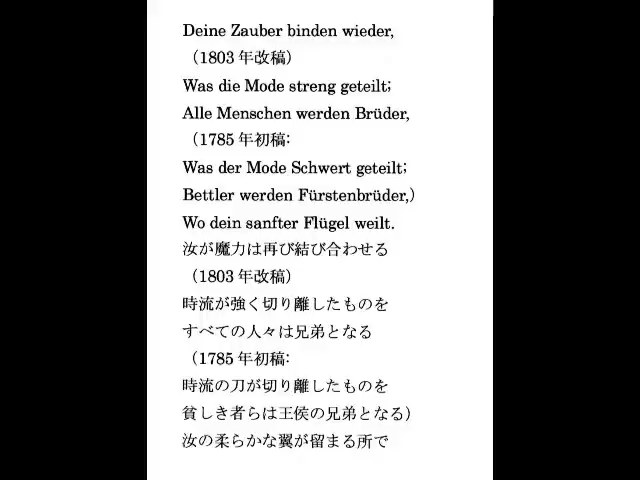 Deine Zauber binden wieder,
（1803 年改稿）
Was die Mode streng geteilt;
Alle Menschen werden Brüder,
（1785 年初稿:
Was der Mode Schwert geteilt;
Bettler werden Fürstenbrüder,）
Wo dein sanfter Flügel weilt.
汝が魔力は再び結び合わせる
（1803 年改稿）
時流が強く切り離したものを
すべての人々は兄弟となる
（1785 年初稿:
時流の刀が切り離したものを
貧しき者らは王侯の兄弟となる）
汝の柔らかな翼が留まる所で